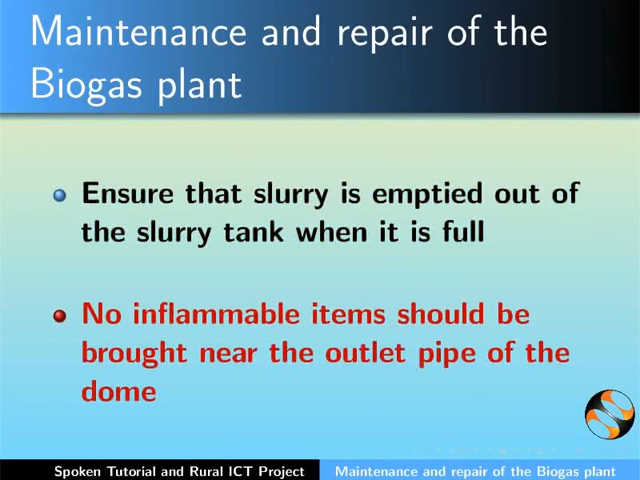 Maintenance and repair of the
Biogas plant
Ensure that slurry is emptied out of
the slurry tank when it is full
No inflammable items should be
brought near the outlet pipe of the
dome
Spoken Tutorial and Rural ICT Project
Maintenance and repair of the Biogas plant